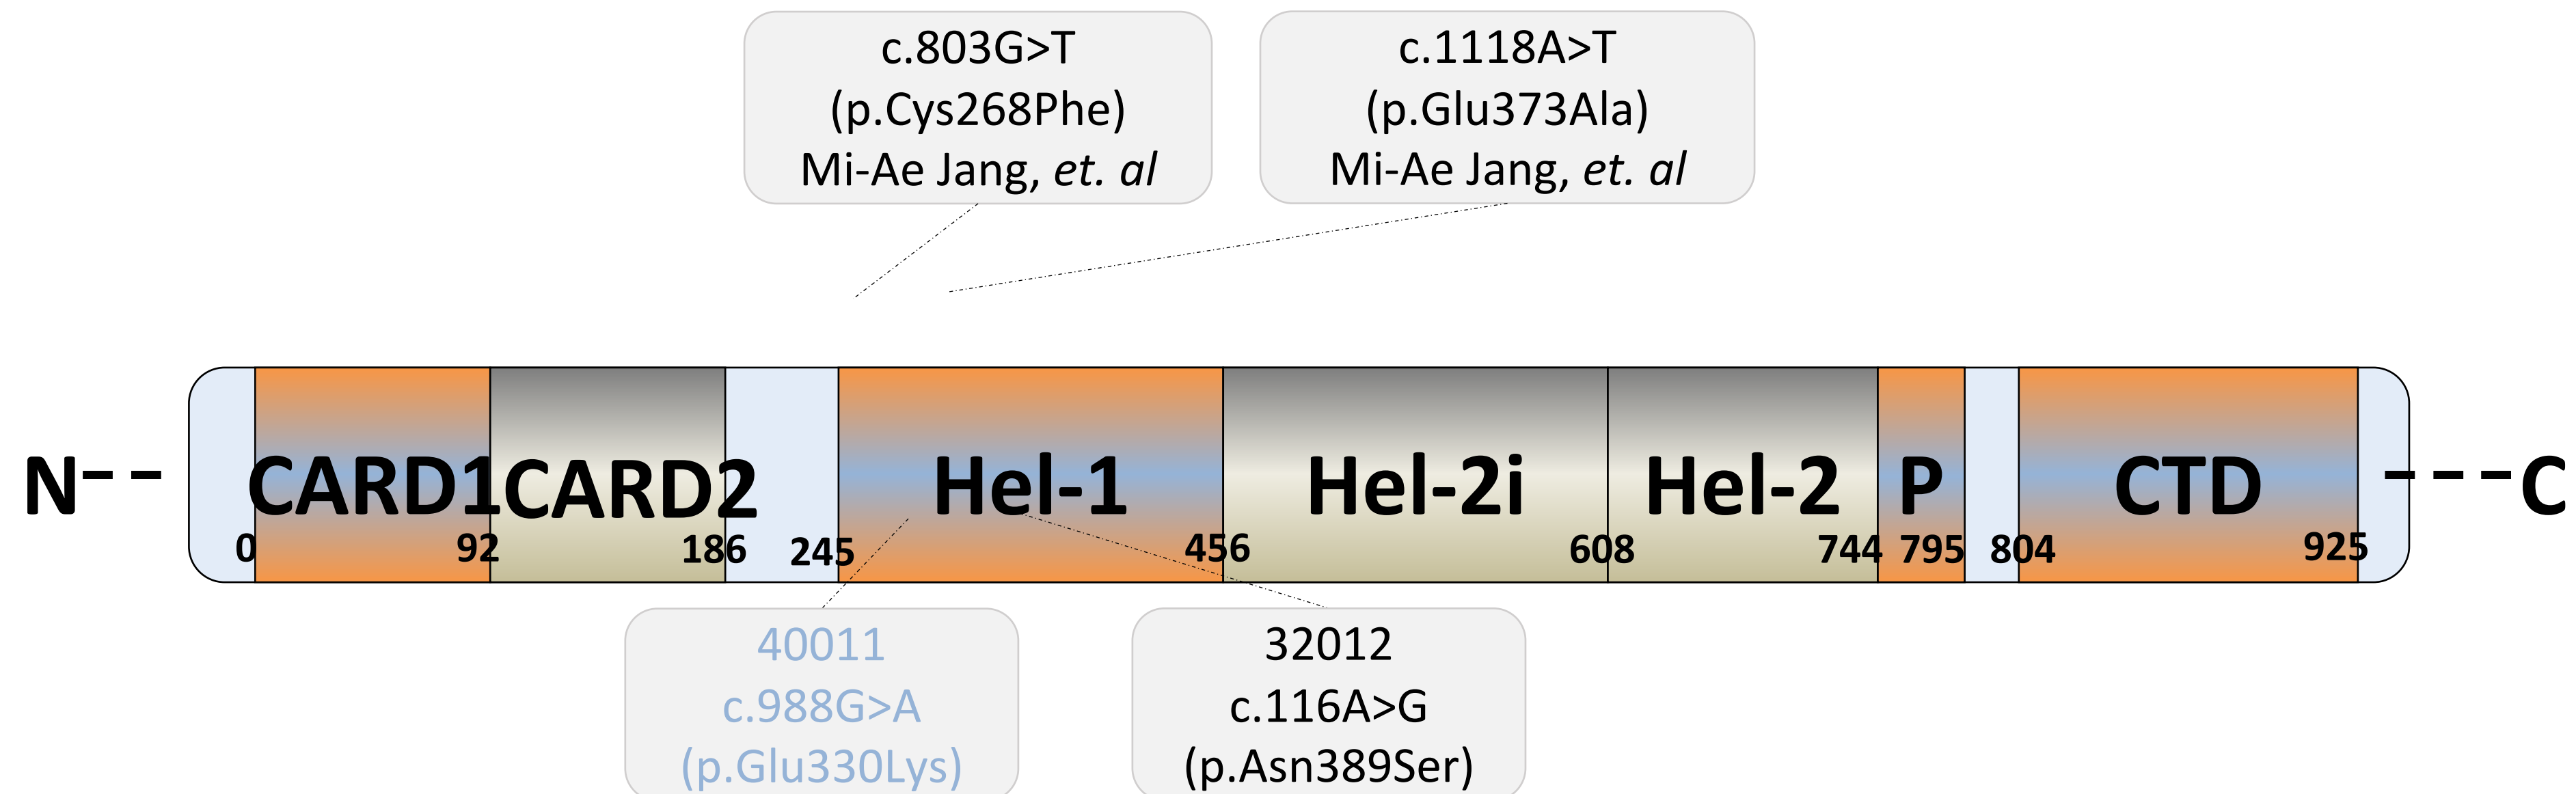 c.803G>T
(p.Cys268Phe)
Mi-Ae Jang, et. al
c.1118A>T
(p.Glu373Ala)
Mi-Ae Jang, et. al
N-- CARD1 CARD2 Hel-1 Hel-2i Hel-2 P CTD ---C
0 92 186 245 456 608 744 795 804 925
40011
c.988G>A
(p.Glu330Lys)
32012
c.116A>G
(p.Asn389Ser)